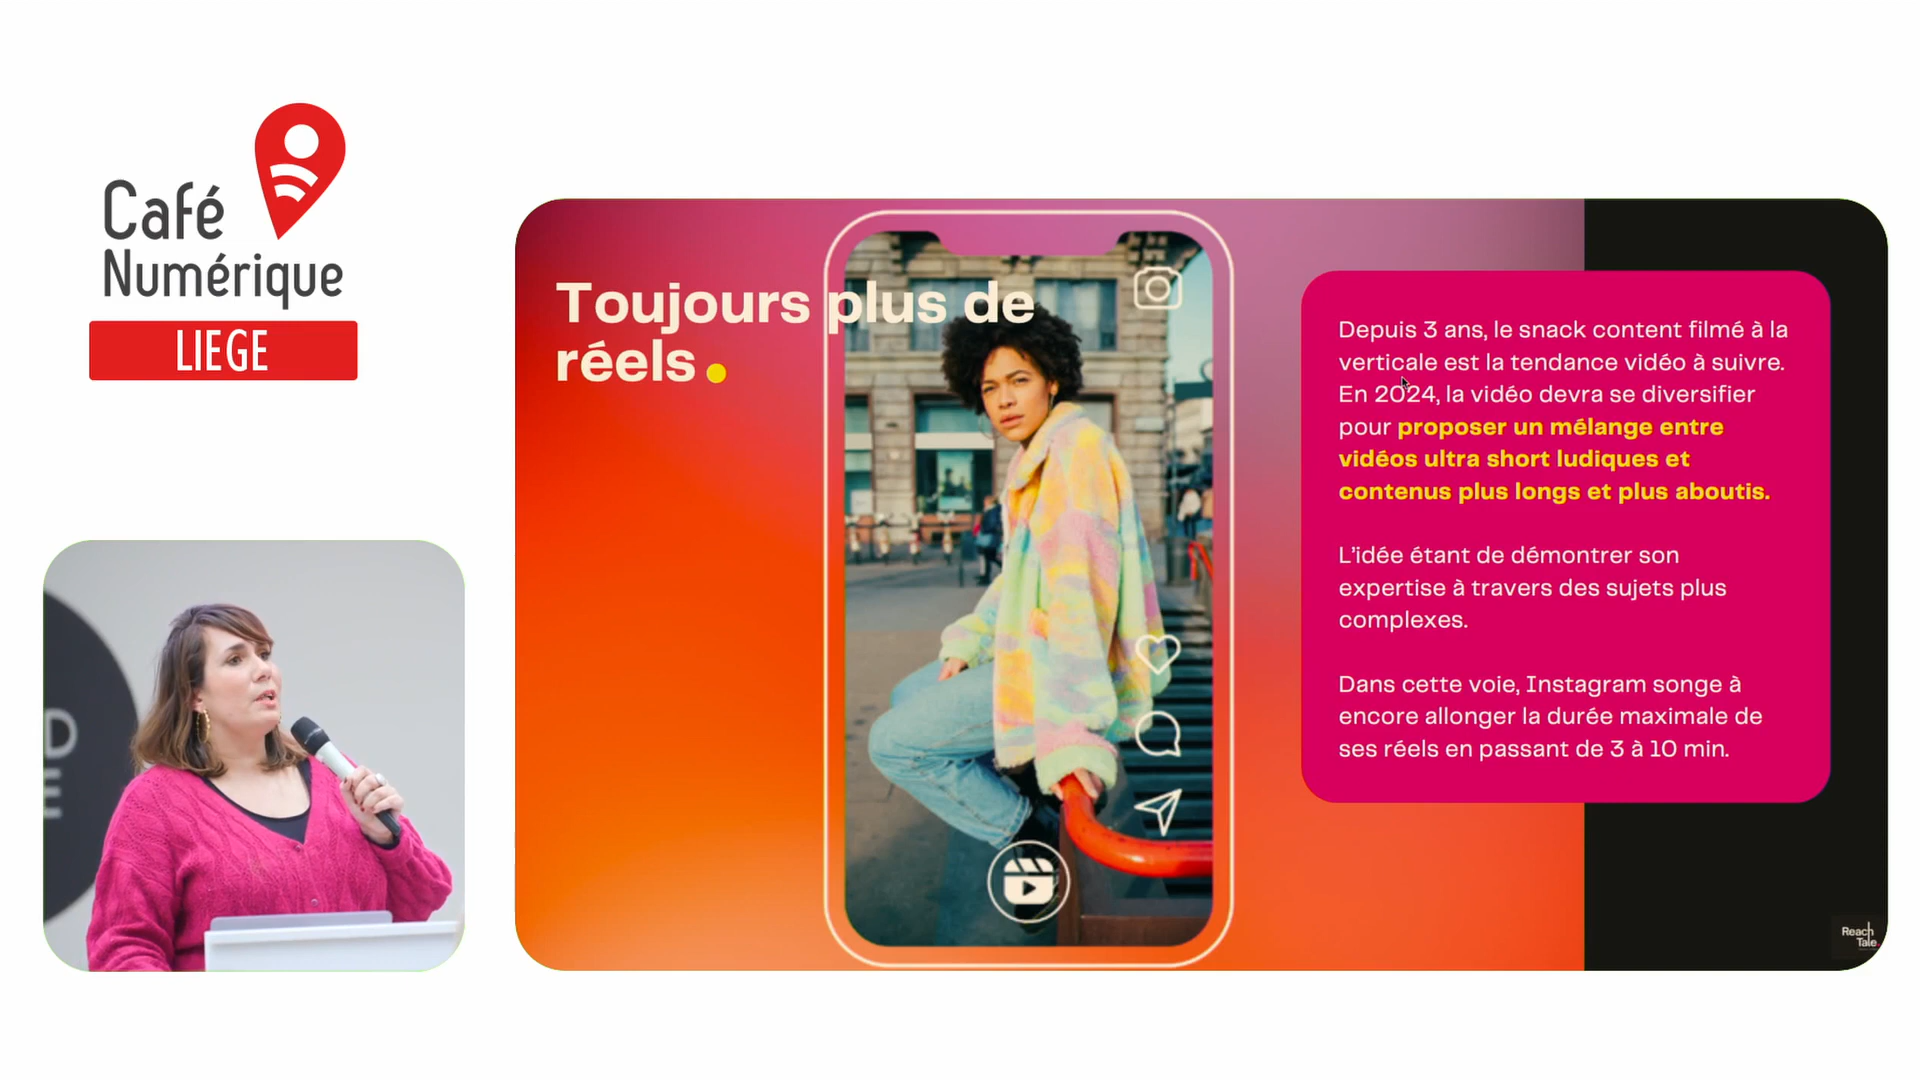 Café
Numérique
LIEGE
Toujours plus de
réels.
Depuis 3 ans, le snack content filmé à la
verticale est la tendance vidéo à suivre.
En 2024, la vidéo devra se diversifier
pour proposer un mélange entre
vidéos ultra short ludiques et
contenus plus longs et plus aboutis.
L'idée étant de démontrer son
expertise à travers des sujets plus
complexes.
Dans cette voie, Instagram songe à
encore allonger la durée maximale de
ses réels en passant de 3 à 10 min.
D
E
Reach
Tale.